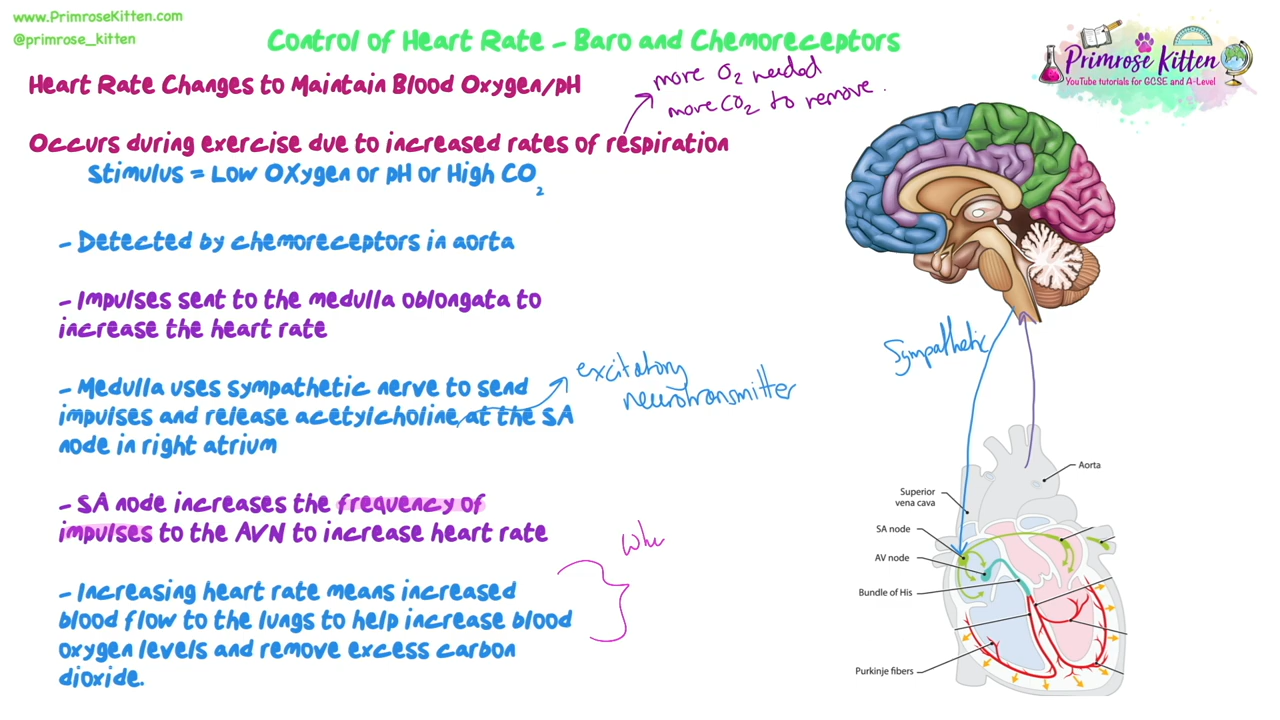 www.PrimroseKitten.com
@primrose_kitten
Control of Heart Rate – Baro and Chemoreceptors
Primrose Kitten
YouTube tutorials for GCSE and A-Level
Heart Rate Changes to Maintain Blood Oxygen/pH
more O2 needed
more CO2 to remove.
Occurs during exercise due to increased rates of respiration
Stimulus = Low OXygen or pH or High CO2
- Detected by chemoreceptors in aorta
- Impulses sent to the medulla oblongata to
increase the heart rate
- Medulla uses sympathetic nerve to send
impulses and release acetylcholine at the SA
node in right atrium
excitatory
neurotransmitter
- SA node increases the frequency of
impulses to the AVN to increase heart rate
Whe
- Increasing heart rate means increased
blood flow to the lungs to help increase blood
oxygen levels and remove excess carbon
dioxide.
Sympathetic
Aorta
Superior
vena cava
SA node
AV node
Bundle of His
Purkinje fibers